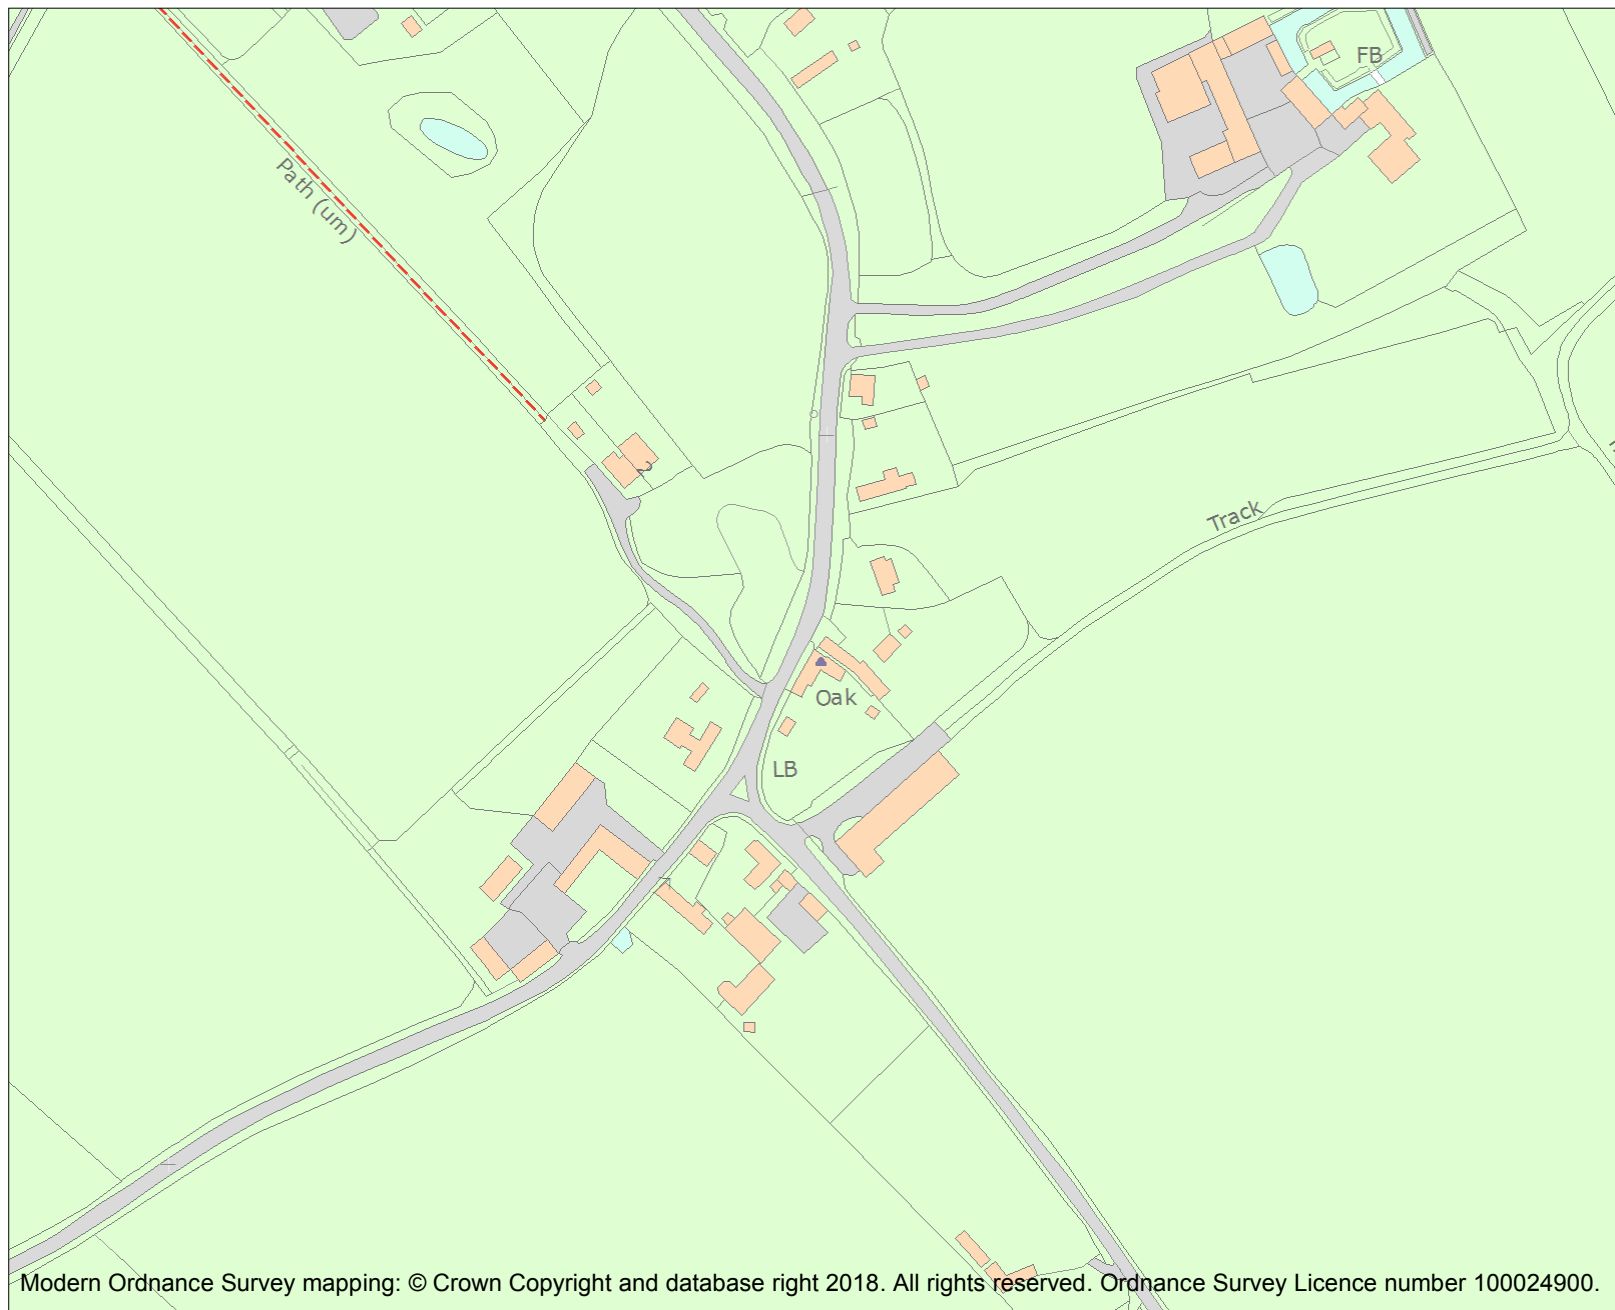 FB
Path (um)
2
Track
Oak
LB
Modern Ordnance Survey mapping: © Crown Copyright and database right 2018. All rights reserved. Ordnance Survey Licence number 100024900.